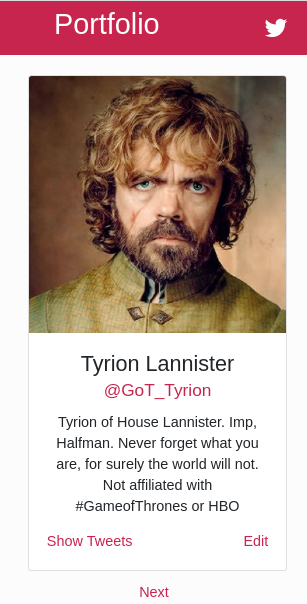 Portfolio
Tyrion Lannister
@GoT_Tyrion
Tyrion of House Lannister. Imp,
Halfman. Never forget what you
are, for surely the world will not.
Not affiliated with
#GameofThrones or HBO
Show Tweets Edit
Next